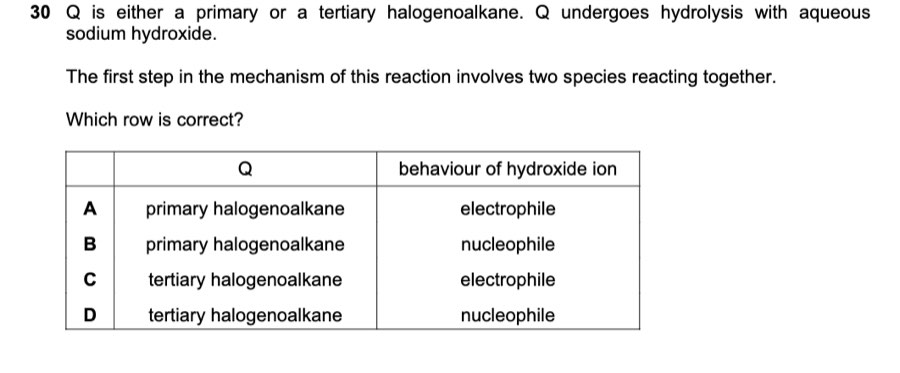 30 Q is either a primary or a tertiary halogenoalkane. Q undergoes hydrolysis with aqueous
sodium hydroxide.
The first step in the mechanism of this reaction involves two species reacting together.
Which row is correct?
Q behaviour of hydroxide ion
A primary halogenoalkane electrophile
B primary halogenoalkane nucleophile
C tertiary halogenoalkane electrophile
D tertiary halogenoalkane nucleophile